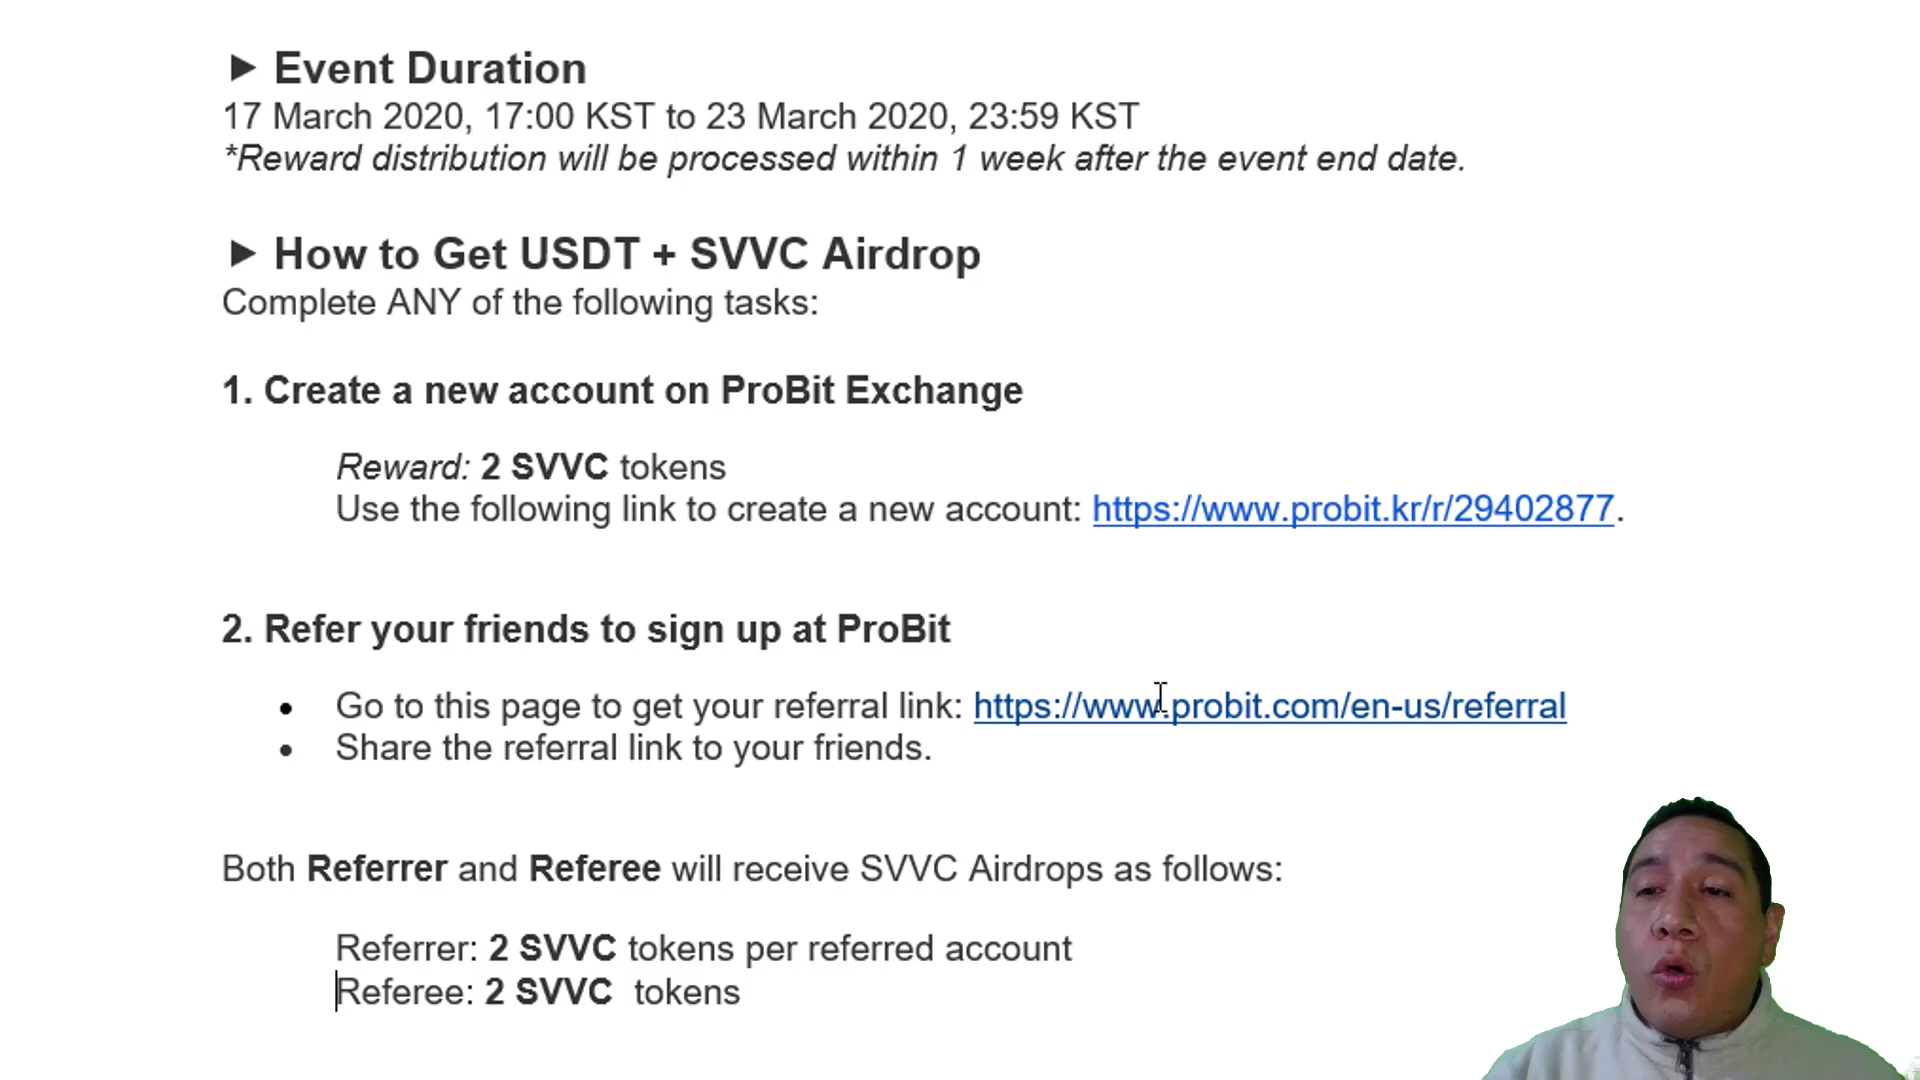 ► Event Duration
17 March 2020, 17:00 KST to 23 March 2020, 23:59 KST
*Reward distribution will be processed within 1 week after the event end date.
► How to Get USDT + SVVC Airdrop
Complete ANY of the following tasks:
1. Create a new account on ProBit Exchange
Reward: 2 SVVC tokens
Use the following link to create a new account: https://www.probit.kr/r/29402877.
2. Refer your friends to sign up at ProBit
• Go to this page to get your referral link: https://www.probit.com/en-us/referral
• Share the referral link to your friends.
Both Referrer and Referee will receive SVVC Airdrops as follows:
Referrer: 2 SVVC tokens per referred account
Referee: 2 SVVC tokens